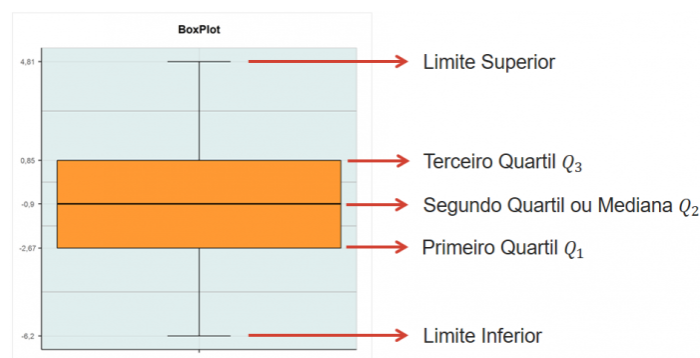 BoxPlot
4,81
Limite Superior
0,85
Terceiro Quartil Q₃
-0,9
Segundo Quartil ou Mediana Q₂
-2,67
Primeiro Quartil Q₁
-6,2
Limite Inferior